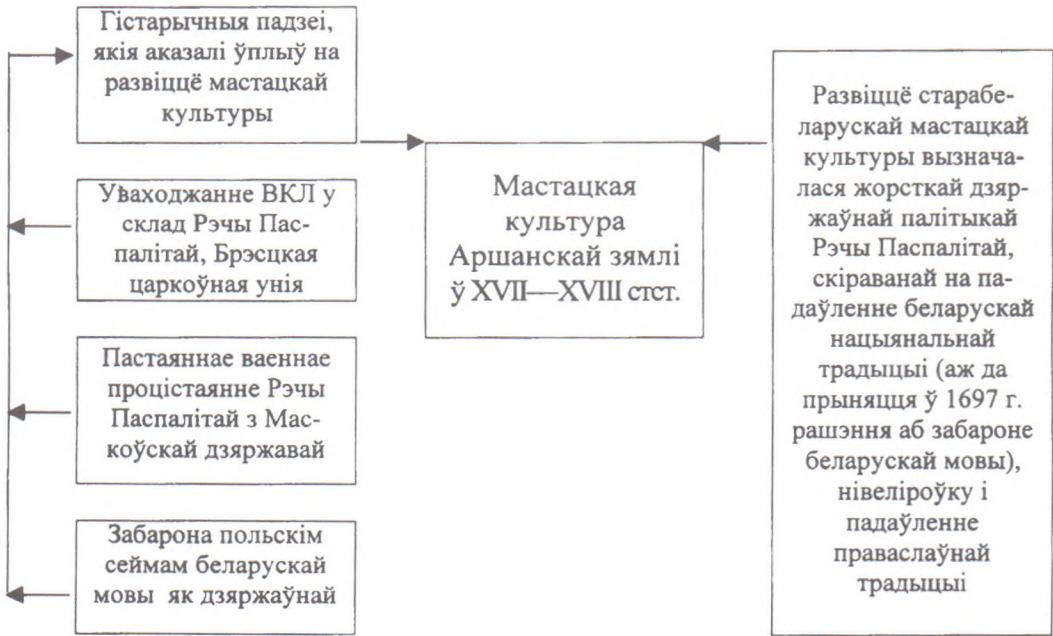 Гістарычныя падзеі,
якія аказалі ўплыў на
развіццё мастацкай
культуры
Уваходжанне ВКЛ у
склад Рэчы Пас-
палітай, Брэсцкая
царкоўная унія
Пастаяннае ваеннае
процістаянне Рэчы
Паспалітай з Мас-
коўскай дзяржавай
Забарона польскім
сеймам беларускай
мовы як дзяржаўнай
Мастацкая
культура
Аршанскай зямлі
ў XVII—XVIII стст.
Развіццё старабе-
ларускай мастацкай
культуры вызнача-
лася жорсткай дзяр-
жаўнай палітыкай
Рэчы Паспалітай,
скіраванай на па-
даўленне беларускай
нацыянальнай
традыцыі (аж да
прыняцця ў 1697 г.
рашэння аб забароне
беларускай мовы),
нівеліроўку і
падаўленне
праваслаўнай
традыцыі